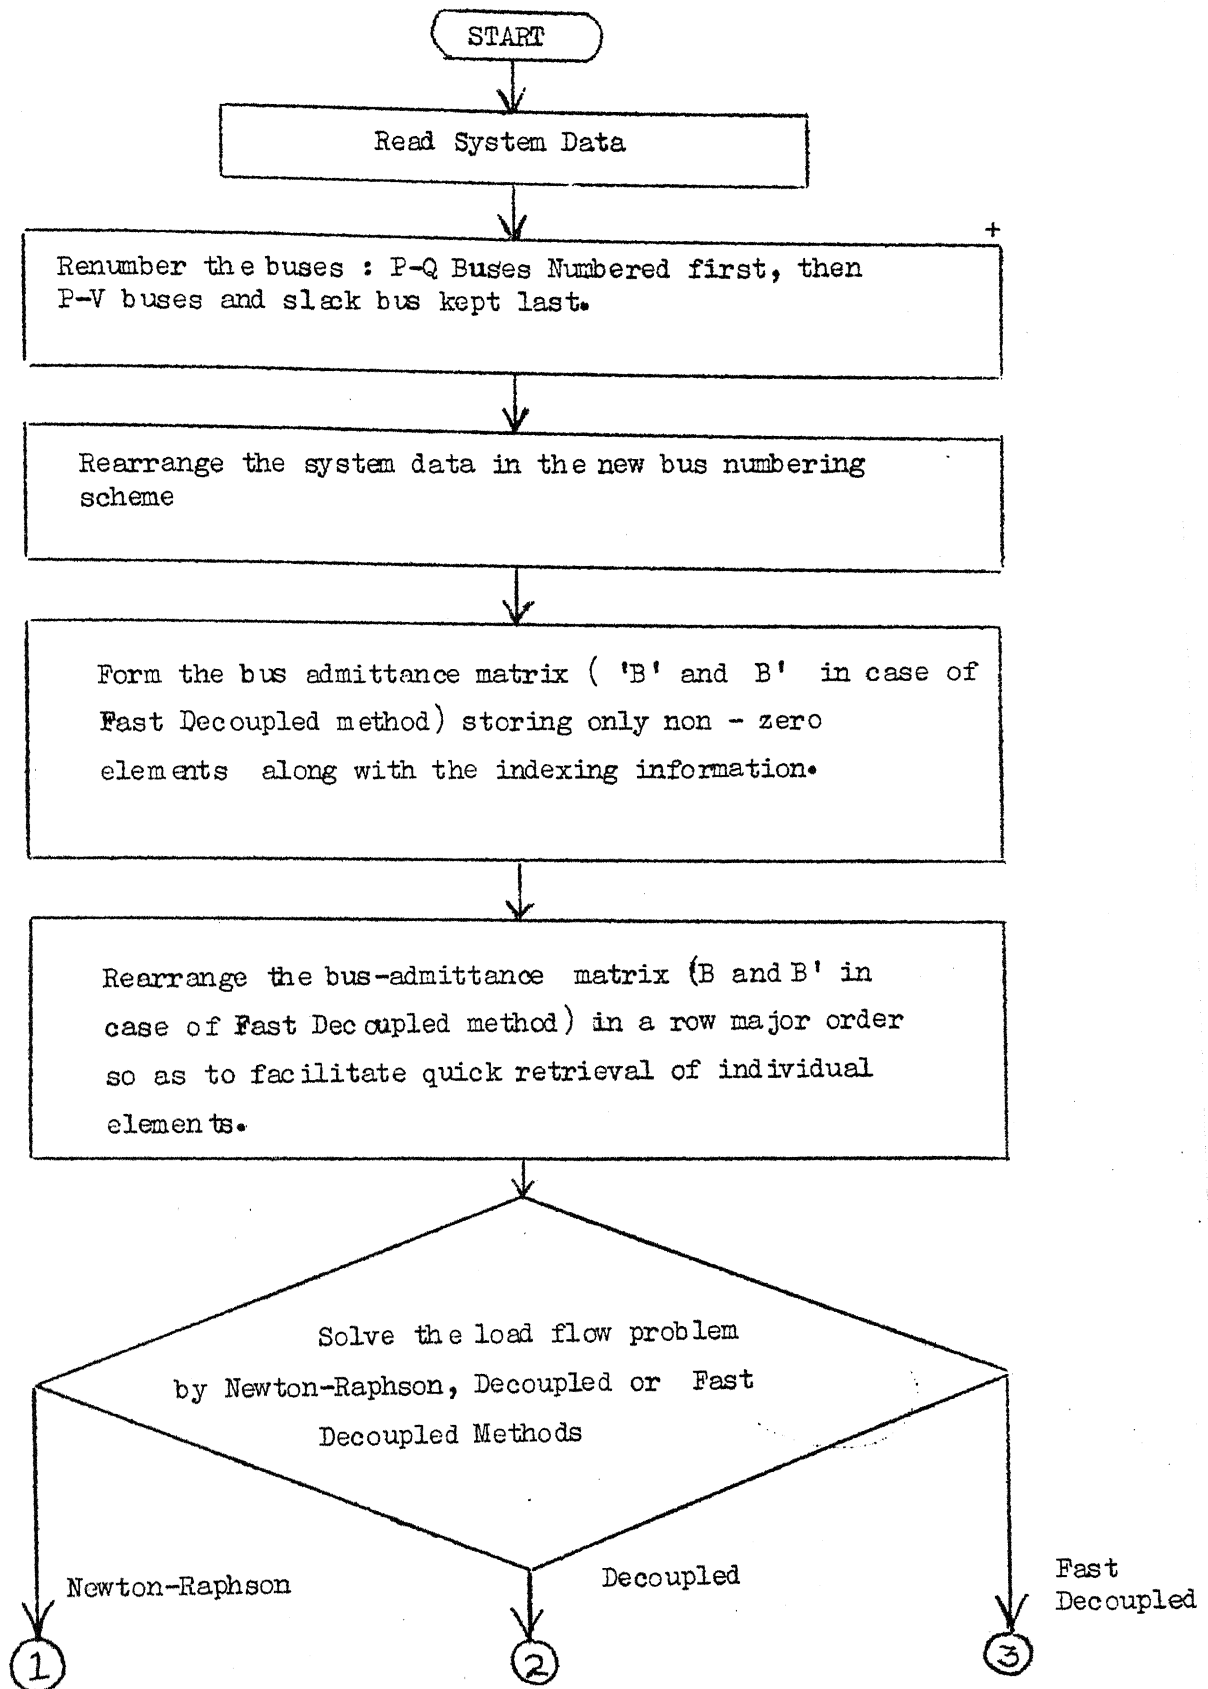 START
Read System Data
+
Renumber the buses : P-Q Buses Numbered first, then
P-V buses and slack bus kept last.
Rearrange the system data in the new bus numbering
scheme
Form the bus admittance matrix ( 'B' and B' in case of
Fast Decoupled method) storing only non - zero
elements along with the indexing information.
Rearrange the bus-admittance matrix (B and B' in
case of Fast Decoupled method) in a row major order
so as to facilitate quick retrieval of individual
elements.
Solve the load flow problem
by Newton-Raphson, Decoupled or Fast
Decoupled Methods
Newton-Raphson
Decoupled
Fast
Decoupled
1
2
3